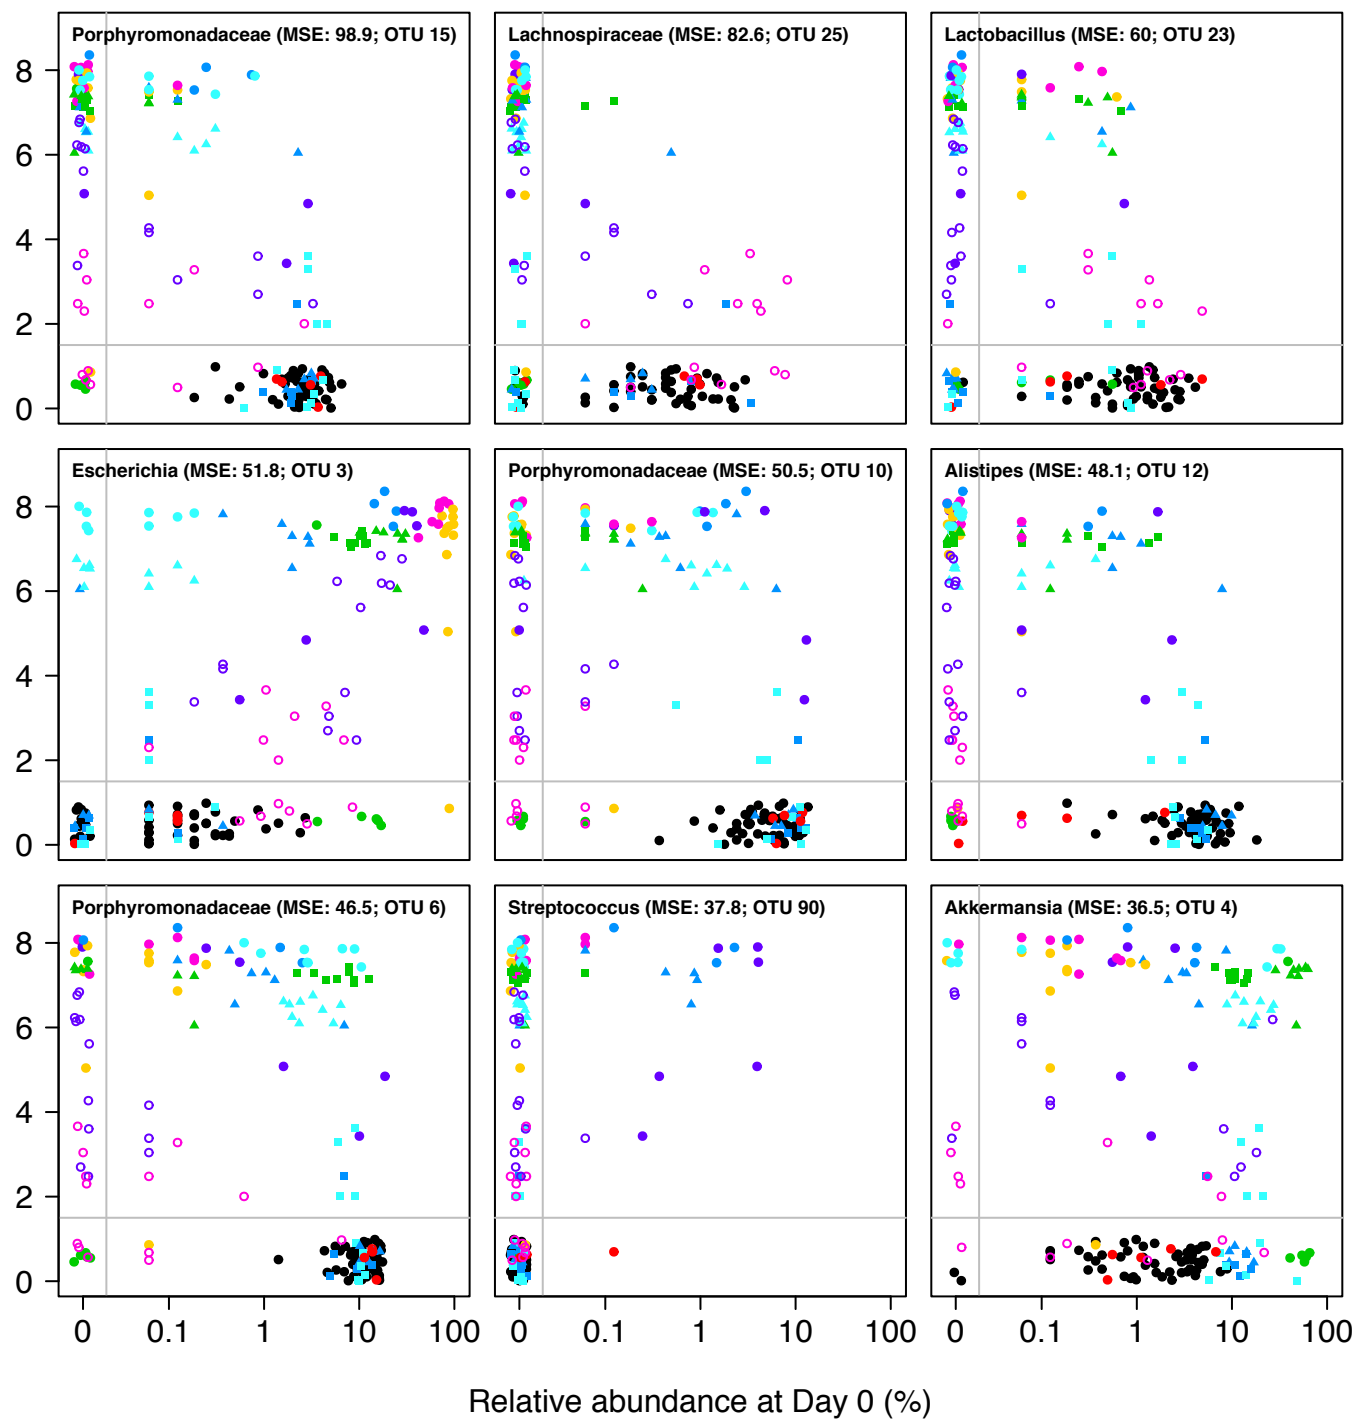 Porphyromonadaceae (MSE: 98.9; OTU 15)
Lachnospiraceae (MSE: 82.6; OTU 25)
Lactobacillus (MSE: 60; OTU 23)
8
6
4
2
0
Escherichia (MSE: 51.8; OTU 3)
Porphyromonadaceae (MSE: 50.5; OTU 10)
Alistipes (MSE: 48.1; OTU 12)
8
6
4
2
0
Porphyromonadaceae (MSE: 46.5; OTU 6)
Streptococcus (MSE: 37.8; OTU 90)
Akkermansia (MSE: 36.5; OTU 4)
8
6
4
2
0
0 0.1 1 10 100
0 0.1 1 10 100
0 0.1 1 10 100
Relative abundance at Day 0 (%)